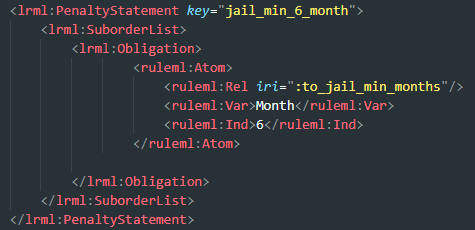 <lrml:PenaltyStatement key="jail_min_6_month">
<lrml:SuborderList>
<lrml:Obligation>
<ruleml:Atom>
<ruleml:Rel iri=":to_jail_min_months"/>
<ruleml:Var>Month</ruleml:Var>
<ruleml:Ind>6</ruleml:Ind>
</ruleml:Atom>
</lrml:Obligation>
</lrml:SuborderList>
</lrml:PenaltyStatement>